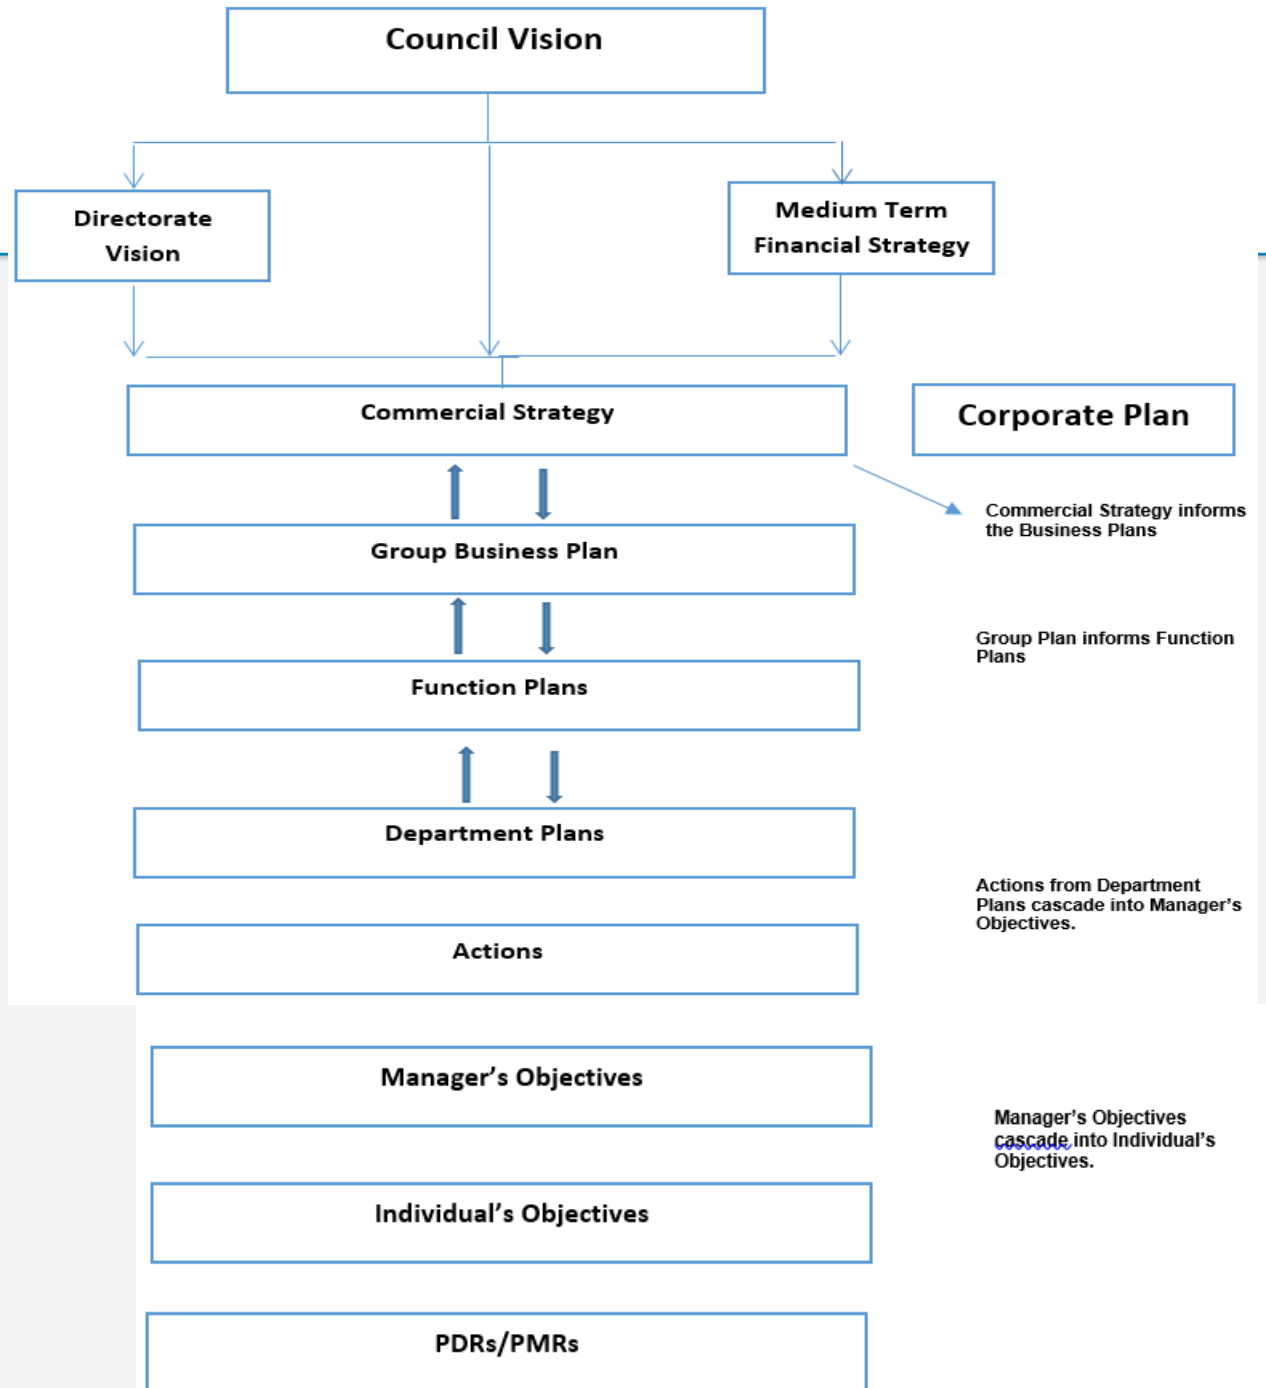 Council Vision
Directorate
Vision
Medium Term
Financial Strategy
Commercial Strategy
Corporate Plan
Commercial Strategy informs
the Business Plans
Group Business Plan
Group Plan informs Function
Plans
Function Plans
Department Plans
Actions from Department
Plans cascade into Manager’s
Objectives.
Actions
Manager’s Objectives
Manager’s Objectives
cascade into Individual’s
Objectives.
Individual’s Objectives
PDRs/PMRs